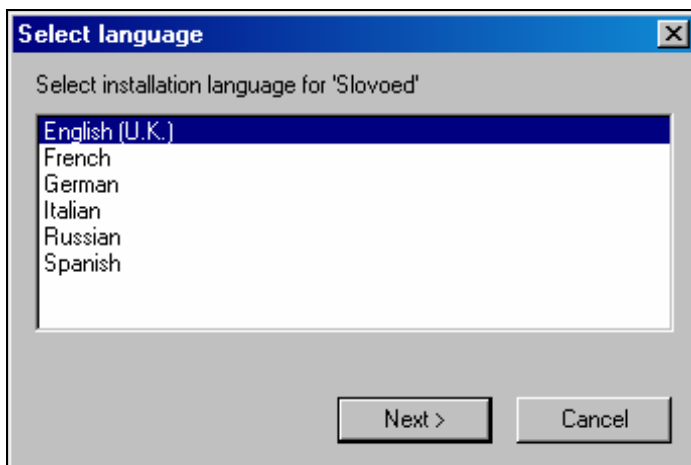 Select language
Select installation language for 'Slovoed'
English (U.K.)
French
German
Italian
Russian
Spanish
Next >
Cancel